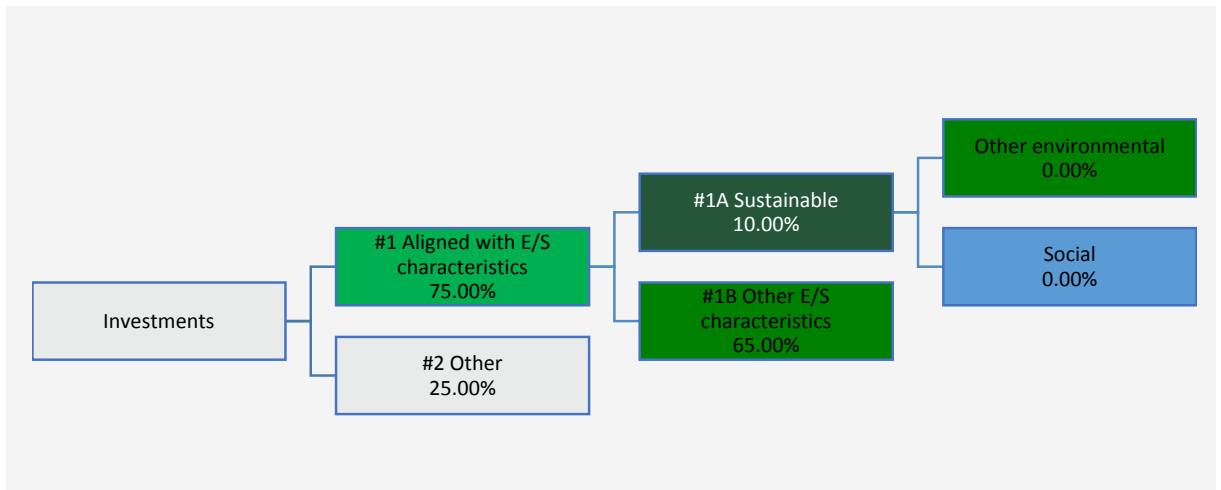 Investments
#1 Aligned with E/S
characteristics
75.00%
#2 Other
25.00%
#1A Sustainable
10.00%
#1B Other E/S
characteristics
65.00%
Other environmental
0.00%
Social
0.00%